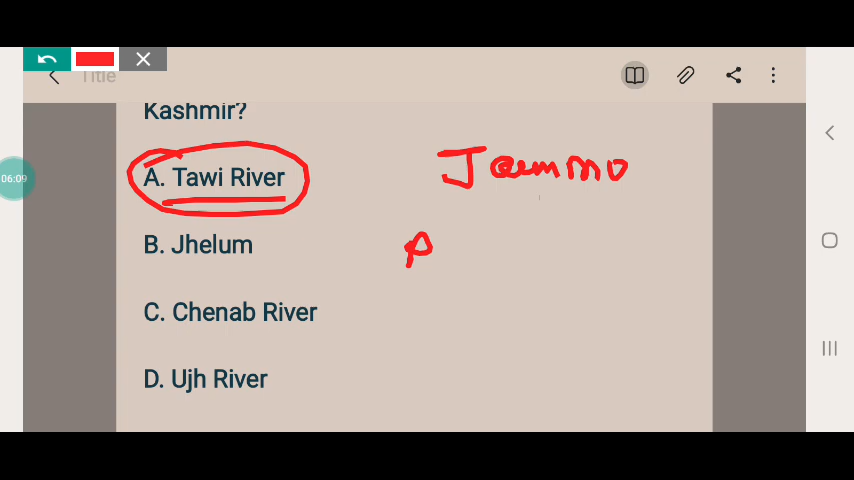 Title
Kashmir?
A. Tawi River
Jammu
B. Jhelum
C. Chenab River
D. Ujh River
06:09